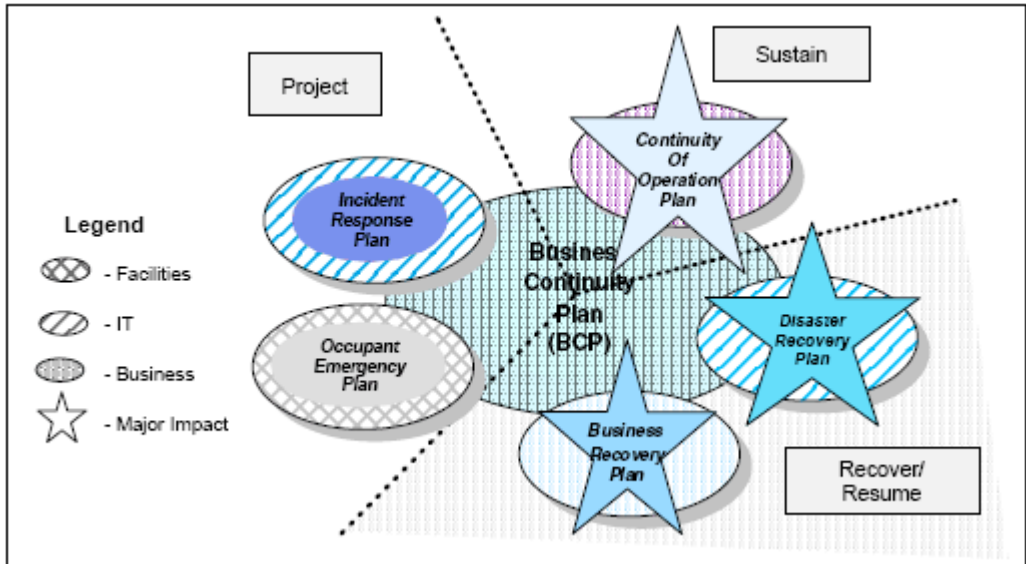 Project
Sustain
Continuity
Of
Operation
Plan
Incident
Response
Plan
Legend
- Facilities
- IT
- Business
- Major Impact
Busines
Continuity
Plan
(BCP)
Occupant
Emergency
Plan
Disaster
Recovery
Plan
Business
Recovery
Plan
Recover/
Resume